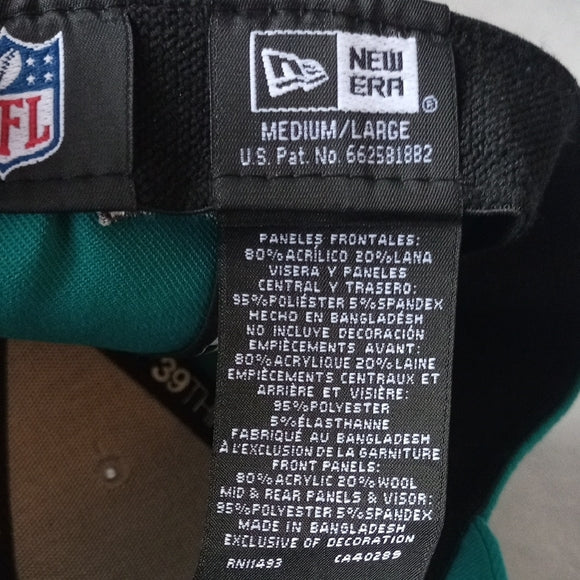 NFL
NEW
ERA
®
MEDIUM/LARGE
U.S. Pat. No. 6625818B2
PANELES FRONTALES:
80%ACRÍLICO 20%LANA
VISERA Y PANELES
CENTRAL Y TRASERO:
95%POLIÉSTER 5%SPANDEX
HECHO EN BANGLADÉSH
NO INCLUYE DECORACIÓN
EMPIÈCEMENTS AVANT:
80%ACRYLIQUE 20%LAINE
EMPIÈCEMENTS CENTRAUX ET
ARRIÈRE ET VISIÈRE:
95%POLYESTER
5%ÉLASTHANNE
FABRIQUÉ AU BANGLADESH
À L'EXCLUSION DE LA GARNITURE
FRONT PANELS:
80%ACRYLIC 20%WOOL
MID & REAR PANELS & VISOR:
95%POLYESTER 5%SPANDEX
MADE IN BANGLADESH
EXCLUSIVE OF DECORATION
RN11493 CA40289
39TH